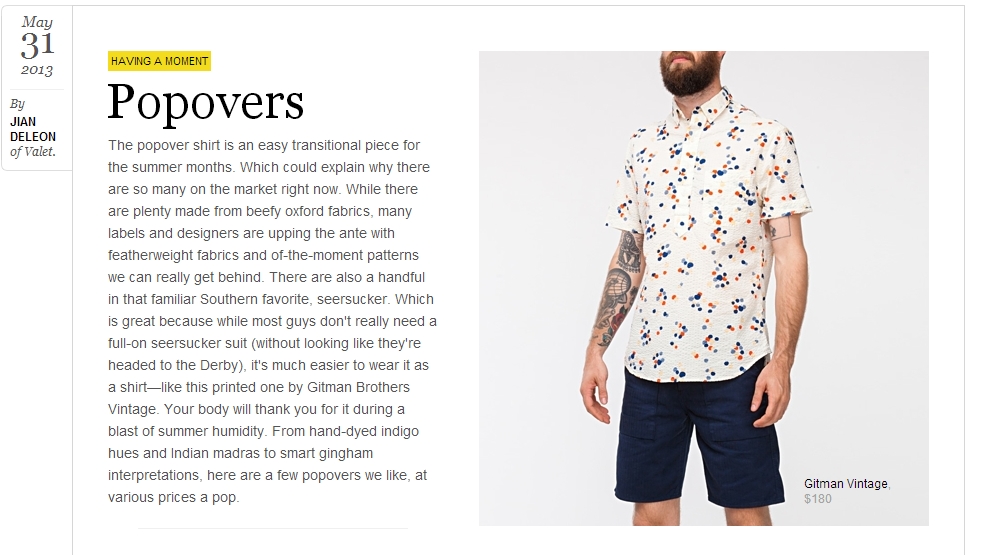 May
31
2013
By
JIAN
DELEON
of Valet.
HAVING A MOMENT
Popovers
The popover shirt is an easy transitional piece for
the summer months. Which could explain why there
are so many on the market right now. While there
are plenty made from beefy oxford fabrics, many
labels and designers are upping the ante with
featherweight fabrics and of-the-moment patterns
we can really get behind. There are also a handful
in that familiar Southern favorite, seersucker. Which
is great because while most guys don't really need a
full-on seersucker suit (without looking like they're
headed to the Derby), it's much easier to wear it as
a shirt—like this printed one by Gitman Brothers
Vintage. Your body will thank you for it during a
blast of summer humidity. From hand-dyed indigo
hues and Indian madras to smart gingham
interpretations, here are a few popovers we like, at
various prices a pop.
Gitman Vintage,
$180